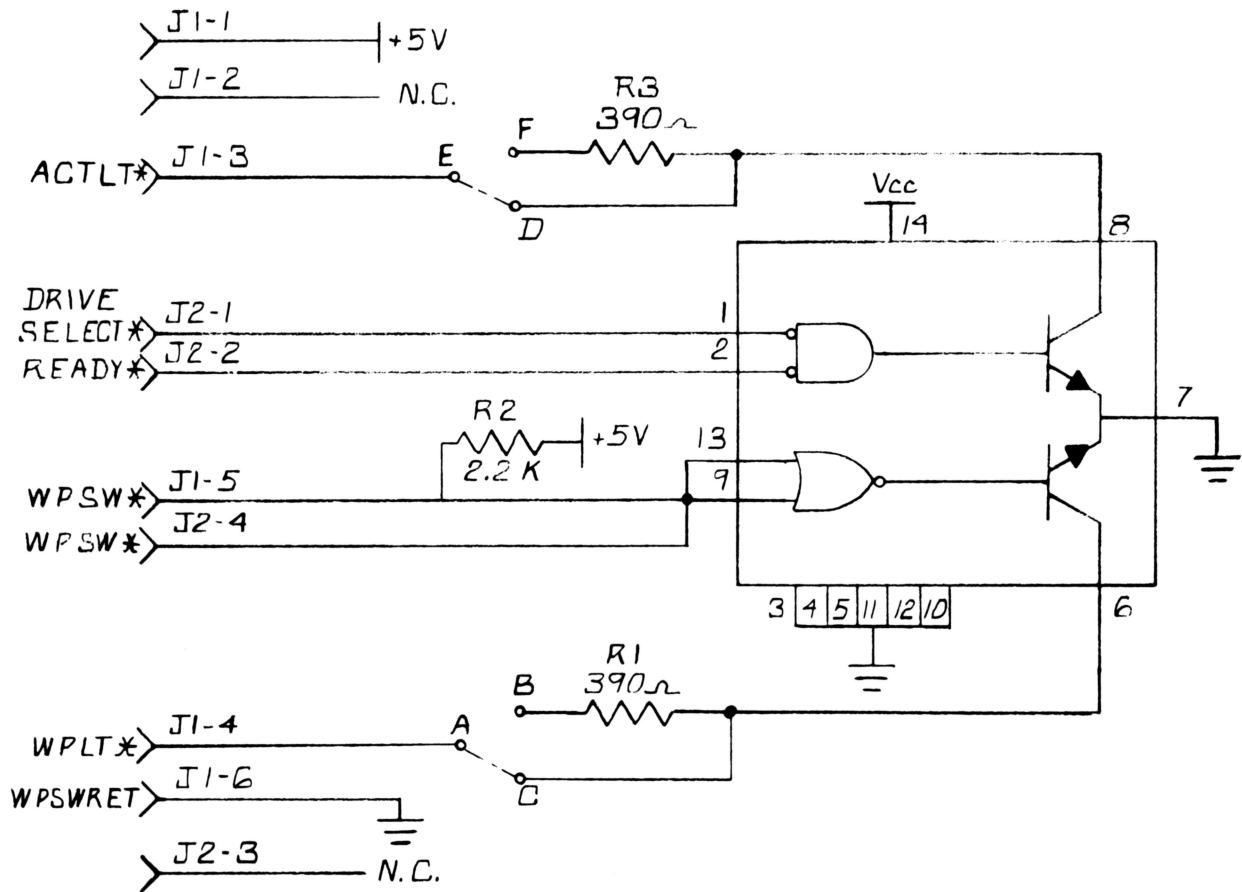 J1-1
+5V
J1-2
N.C.
R3
390Ω
F
ACTLT*
J1-3
E
D
Vcc
14
8
DRIVE
SELECT*
J2-1
1
READY*
J2-2
2
7
R2
2.2 K
+5V
13
WPSW*
J1-5
9
WPSW*
J2-4
3
4
5
11
12
10
6
R1
390Ω
B
WPLT*
J1-4
A
C
WPSWRET
J1-6
J2-3
N.C.